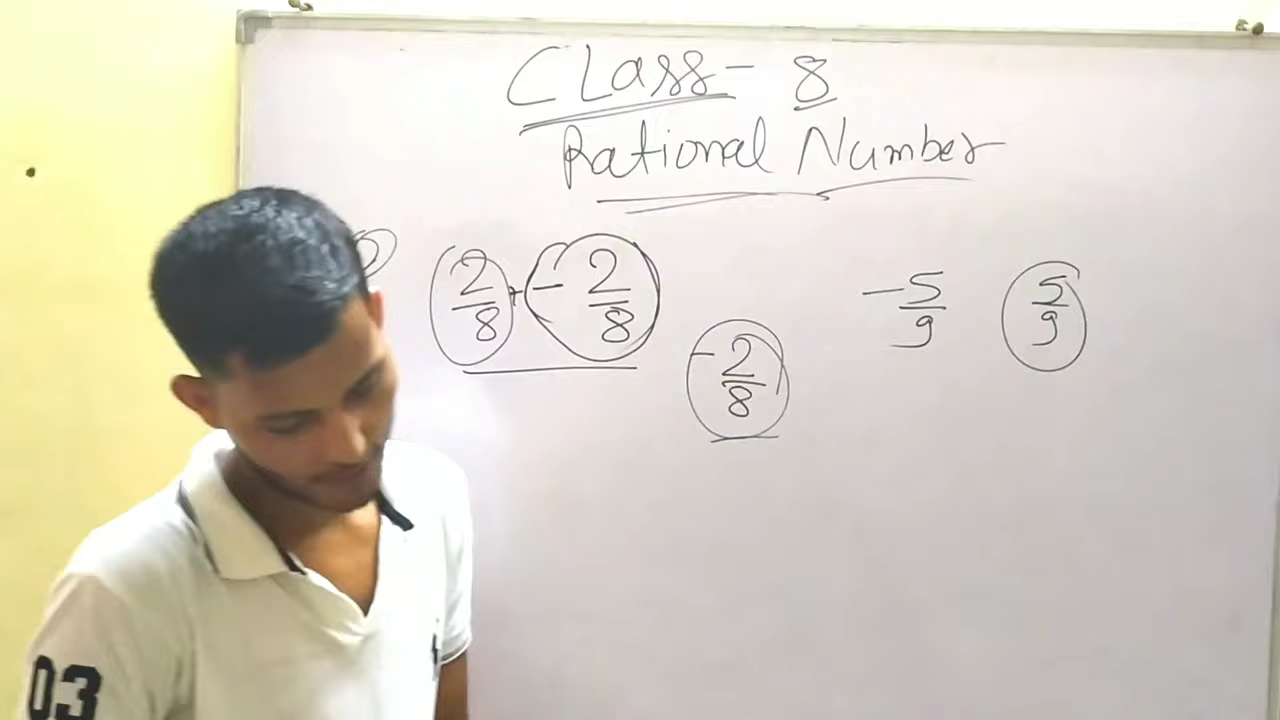 CLass - 8
Rational Number
2/8 + (- 2/8)
- 2/8
- 5/9 5/9
03